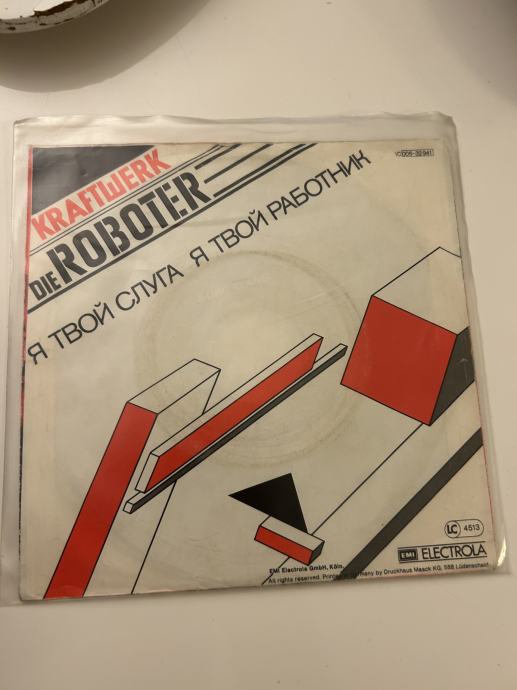 KRAFTWERK
1C 006-32 941
DIE ROBOTER
Я ТВОЙ СЛУГА Я ТВОЙ РАБОТНИК
LC 4513
EMI ELECTROLA
EMI Electrola GmbH, Köln.
All rights reserved. Printed in Germany by Druckhaus Maack KG, 588 Lüdenscheid